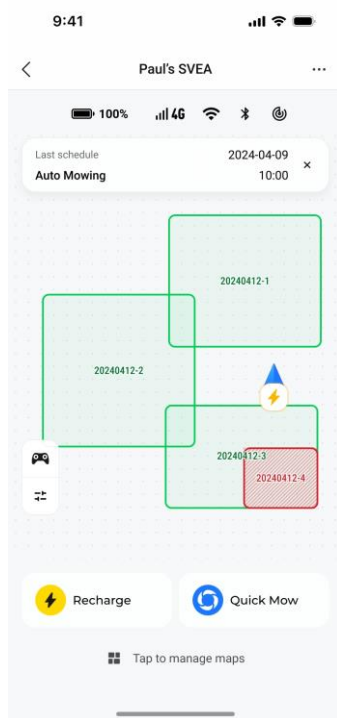 9:41
Paul's SVEA
100%
4G
Last schedule
2024-04-09
Auto Mowing
10:00
20240412-1
20240412-2
20240412-3
20240412-4
Recharge
Quick Mow
Tap to manage maps